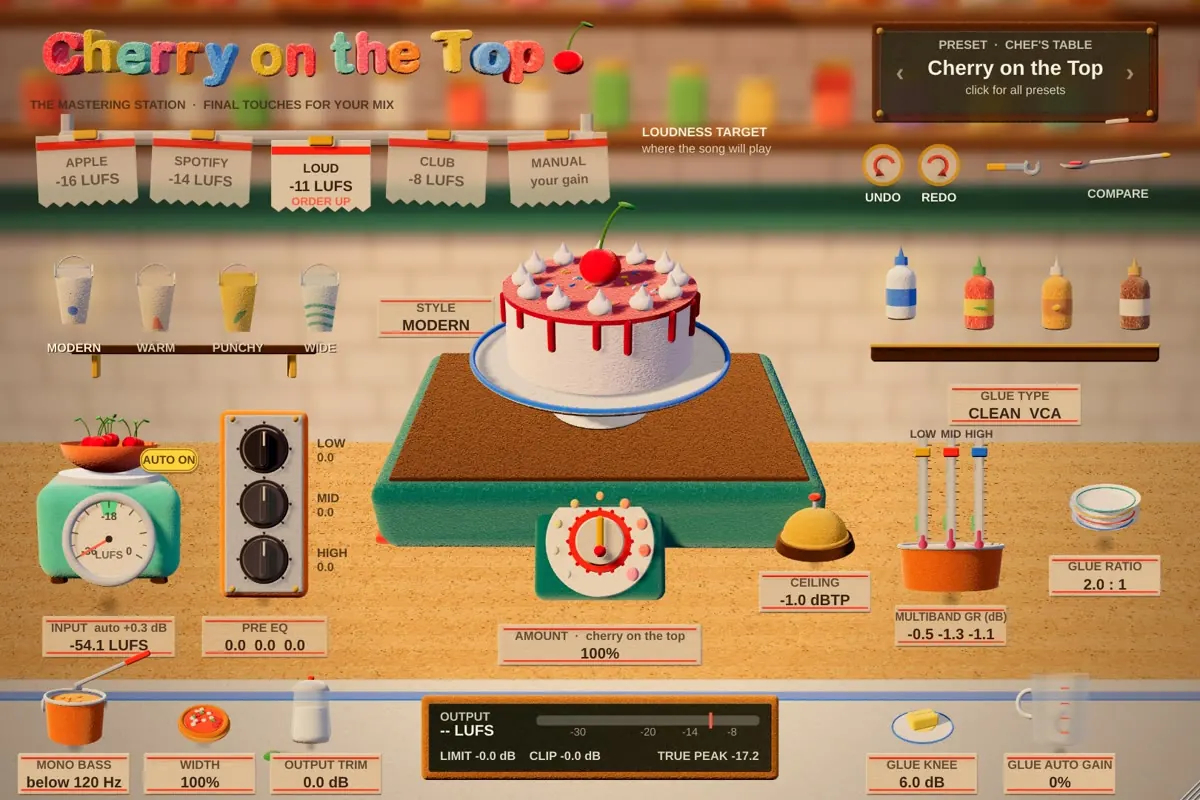 Cherry on the Top
THE MASTERING STATION · FINAL TOUCHES FOR YOUR MIX
PRESET · CHEF'S TABLE
‹ Cherry on the Top ›
click for all presets
APPLE
-16 LUFS
SPOTIFY
-14 LUFS
LOUD
-11 LUFS
ORDER UP
CLUB
-8 LUFS
MANUAL
your gain
LOUDNESS TARGET
where the song will play
UNDO
REDO
COMPARE
MODERN
WARM
PUNCHY
WIDE
STYLE
MODERN
GLUE TYPE
CLEAN VCA
LOW MID HIGH
AUTO ON
-18
-36
0
LUFS
LOW
0.0
MID
0.0
HIGH
0.0
INPUT auto +0.3 dB
-54.1 LUFS
PRE EQ
0.0 0.0 0.0
AMOUNT · cherry on the top
100%
CEILING
-1.0 dBTP
MULTIBAND GR (dB)
-0.5 -1.3 -1.1
GLUE RATIO
2.0 : 1
MONO BASS
below 120 Hz
WIDTH
100%
OUTPUT TRIM
0.0 dB
OUTPUT
-- LUFS
-30 -20 -14 -8
LIMIT -0.0 dB CLIP -0.0 dB TRUE PEAK -17.2
GLUE KNEE
6.0 dB
GLUE AUTO GAIN
0%